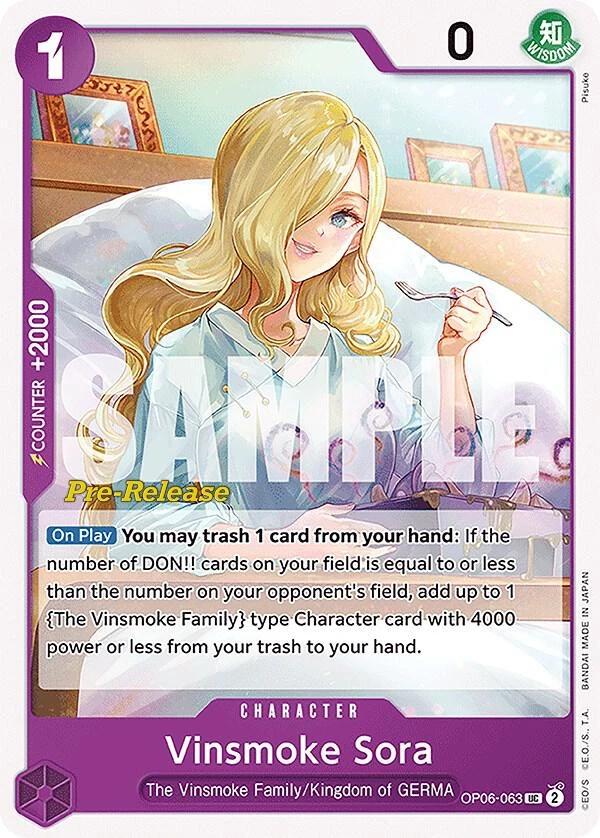 1
0
知
WISDOM
Pisuke
COUNTER +2000
SAMPLE
Pre-Release
On Play You may trash 1 card from your hand: If the
number of DON!! cards on your field is equal to or less
than the number on your opponent's field, add up to 1
{The Vinsmoke Family} type Character card with 4000
power or less from your trash to your hand.
CHARACTER
Vinsmoke Sora
The Vinsmoke Family/Kingdom of GERMA
OP06-063 UC 2
©EO/S ©E.O./S., T.A. BANDAI MADE IN JAPAN